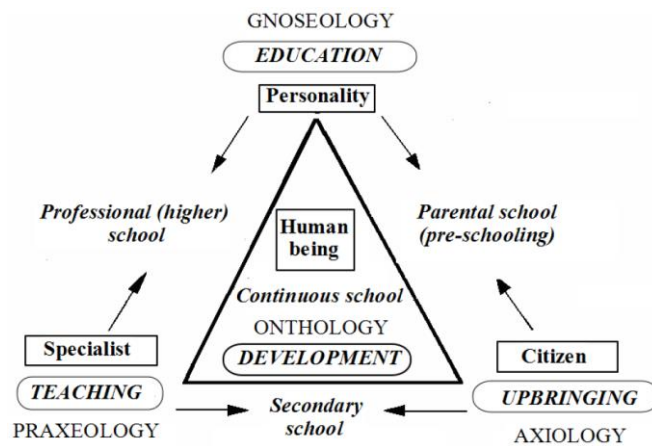 GNOSEOLOGY
EDUCATION
Personality
Professional (higher)
school
Parental school
(pre-schooling)
Human
being
Continuous school
ONTHOLOGY
DEVELOPMENT
Specialist
TEACHING
PRAXEOLOGY
Secondary
school
Citizen
UPBRINGING
AXIOLOGY